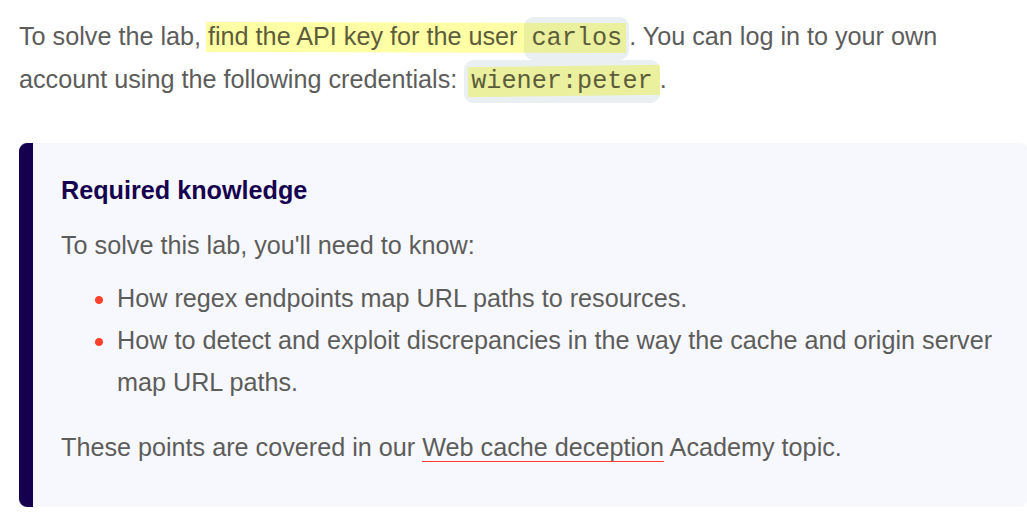 To solve the lab, find the API key for the user carlos. You can log in to your own
account using the following credentials: wiener:peter.
Required knowledge
To solve this lab, you'll need to know:
How regex endpoints map URL paths to resources.
How to detect and exploit discrepancies in the way the cache and origin server
map URL paths.
These points are covered in our Web cache deception Academy topic.